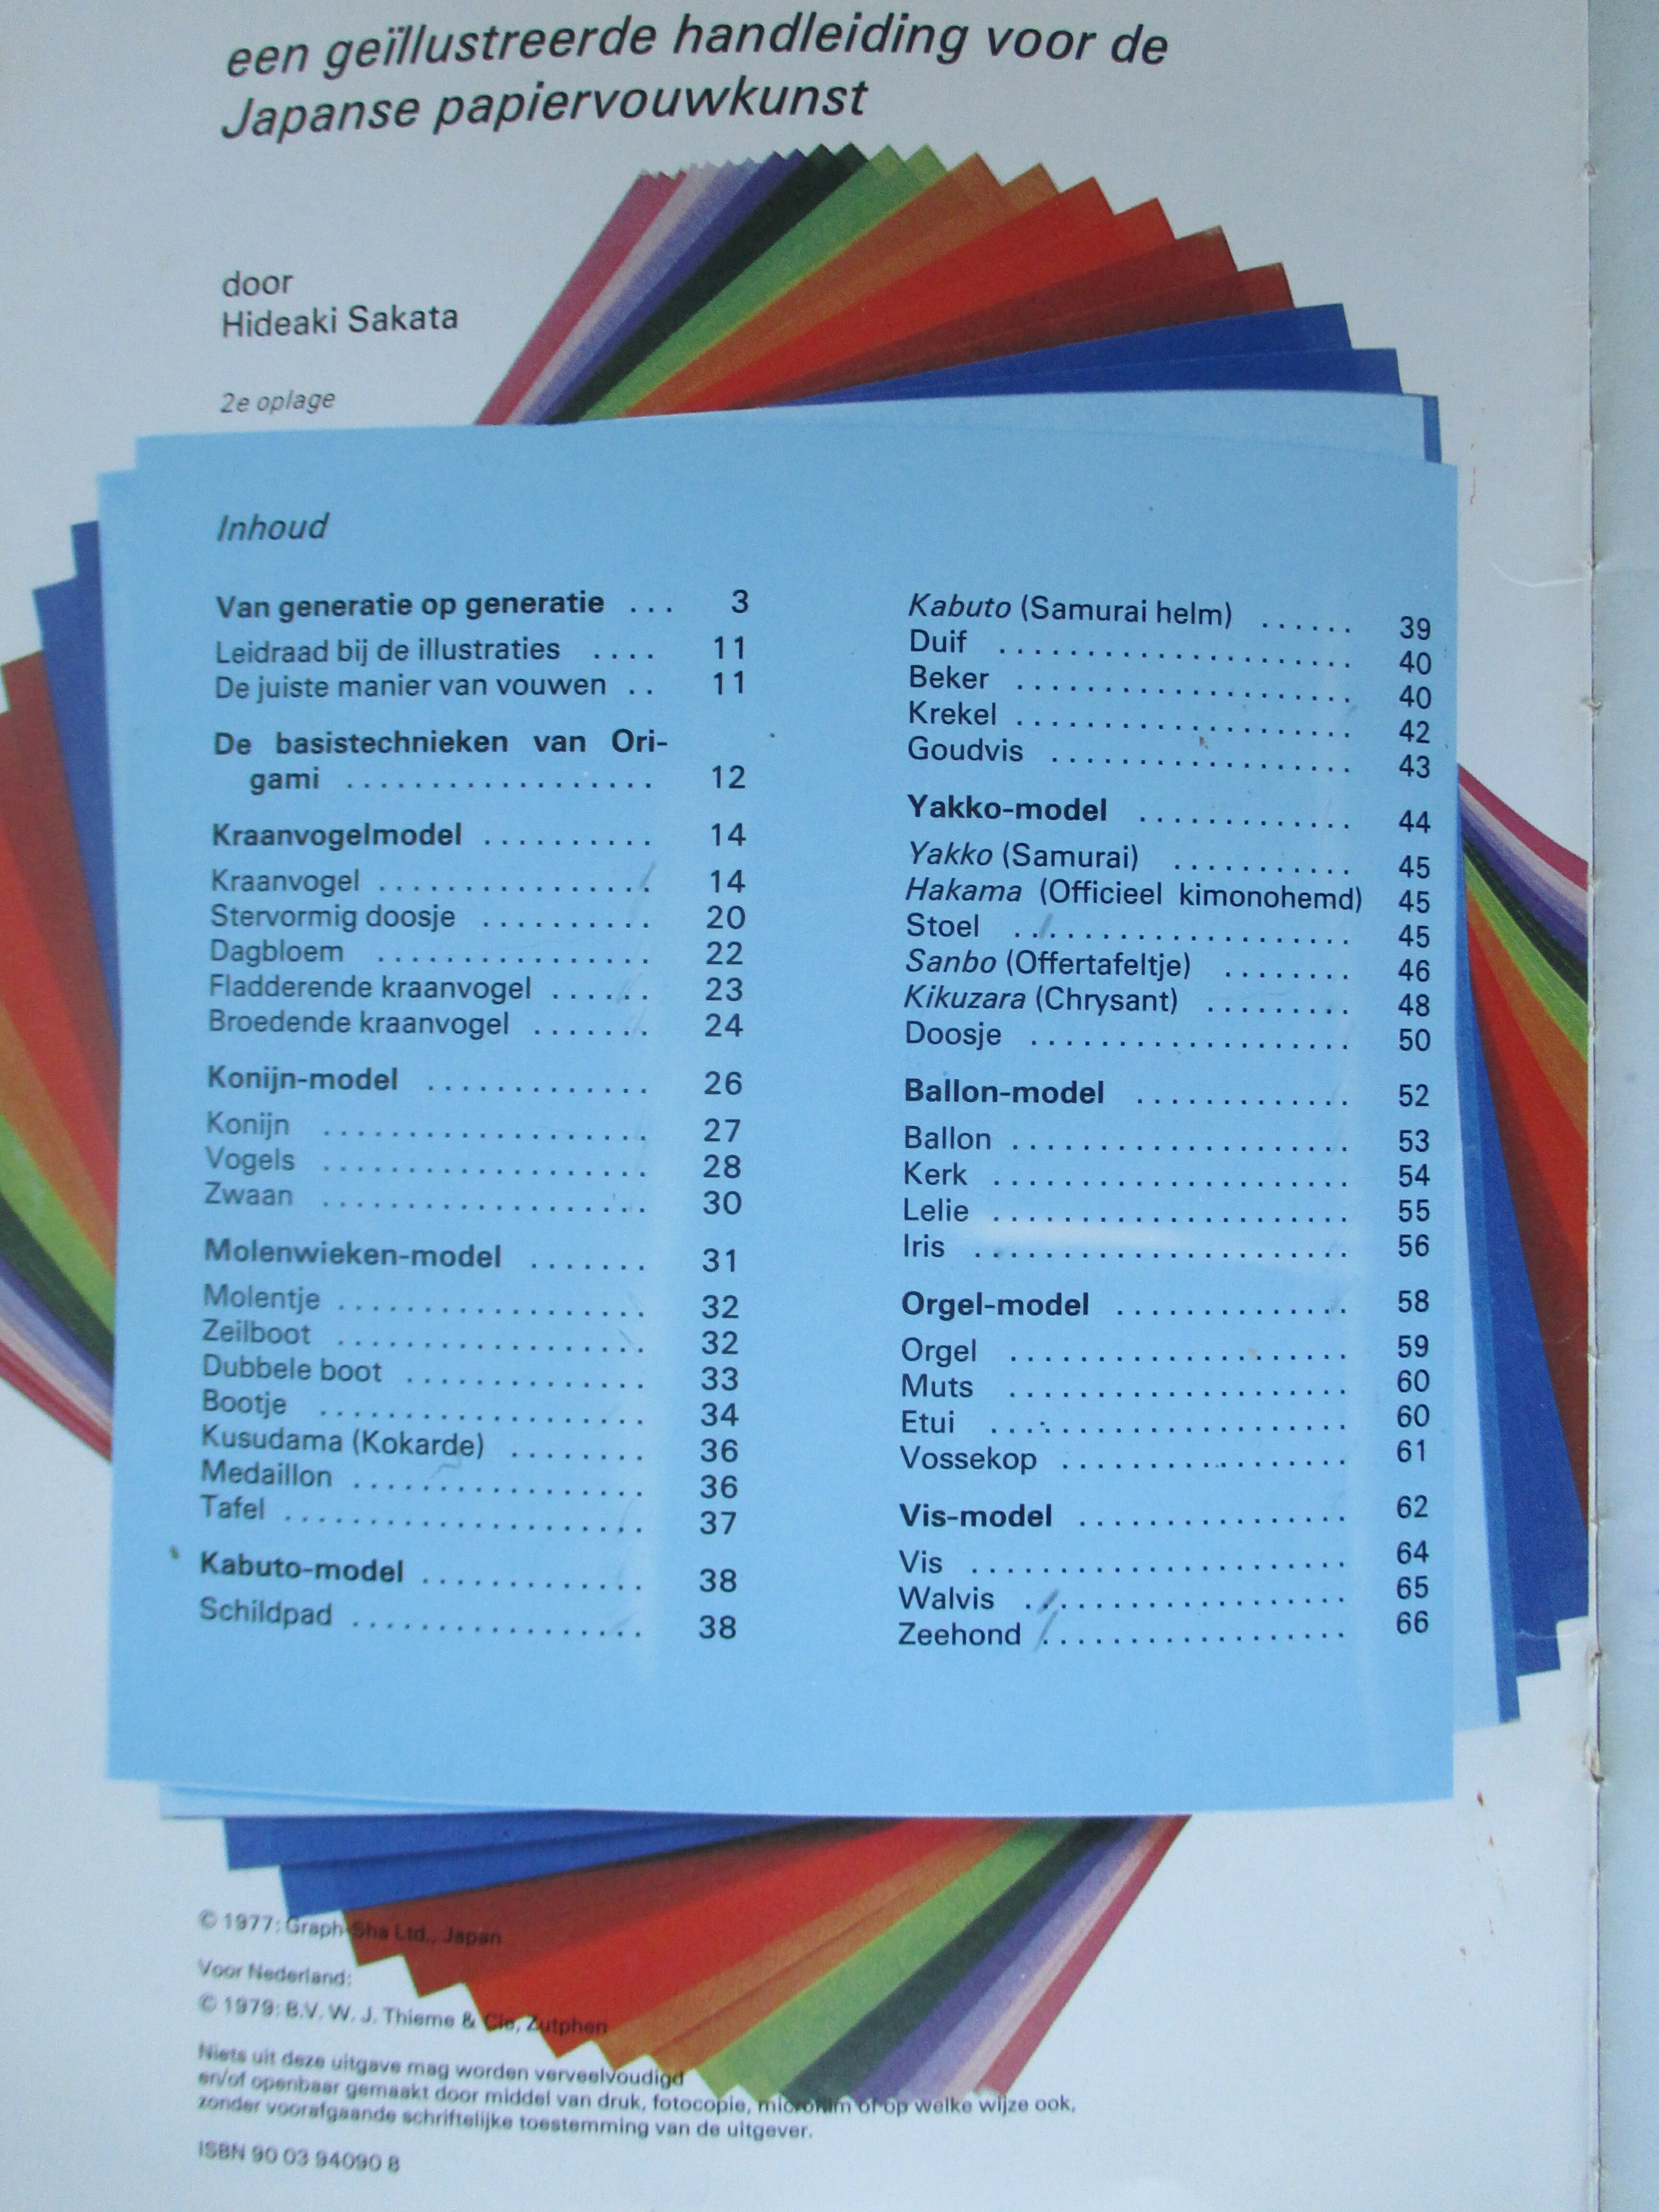 een geïllustreerde handleiding voor de
Japanse papiervouwkunst
door
Hideaki Sakata
2e oplage
Inhoud
Van generatie op generatie ... 3
Leidraad bij de illustraties .... 11
De juiste manier van vouwen .. 11
De basistechnieken van Ori-
gami ................. 12
Kraanvogelmodel .......... 14
Kraanvogel ................ 14
Stervormig doosje .......... 20
Dagbloem ................ 22
Fladderende kraanvogel ...... 23
Broedende kraanvogel ....... 24
Konijn-model ............. 26
Konijn ................... 27
Vogels ................... 28
Zwaan ................... 30
Molenwieken-model ....... 31
Molentje .................. 32
Zeilboot .................. 32
Dubbele boot .............. 33
Bootje ................... 34
Kusudama (Kokarde) ........ 36
Medaillon ................. 36
Tafel ..................... 37
Kabuto-model ............. 38
Schildpad ................. 38
Kabuto (Samurai helm) ...... 39
Duif ..................... 40
Beker .................... 40
Krekel .................... 42
Goudvis .................. 43
Yakko-model ............. 44
Yakko (Samurai) ........... 45
Hakama (Officieel kimonohemd) 45
Stoel .................... 45
Sanbo (Offertafeltje) ........ 46
Kikuzara (Chrysant) ......... 48
Doosje ................... 50
Ballon-model ............. 52
Ballon .................... 53
Kerk ..................... 54
Lelie ..................... 55
Iris ...................... 56
Orgel-model .............. 58
Orgel .................... 59
Muts .................... 60
Etui ..................... 60
Vossekop ................. 61
Vis-model ................ 62
Vis ...................... 64
Walvis ................... 65
Zeehond .................. 66
© 1977: Graph-Sha Ltd., Japan
Voor Nederland:
© 1979: B.V. W. J. Thieme & Cie, Zutphen
Niets uit deze uitgave mag worden verveelvoudigd
en/of openbaar gemaakt door middel van druk, fotocopie, microfilm of op welke wijze ook,
zonder voorafgaande schriftelijke toestemming van de uitgever.
ISBN 90 03 94090 8